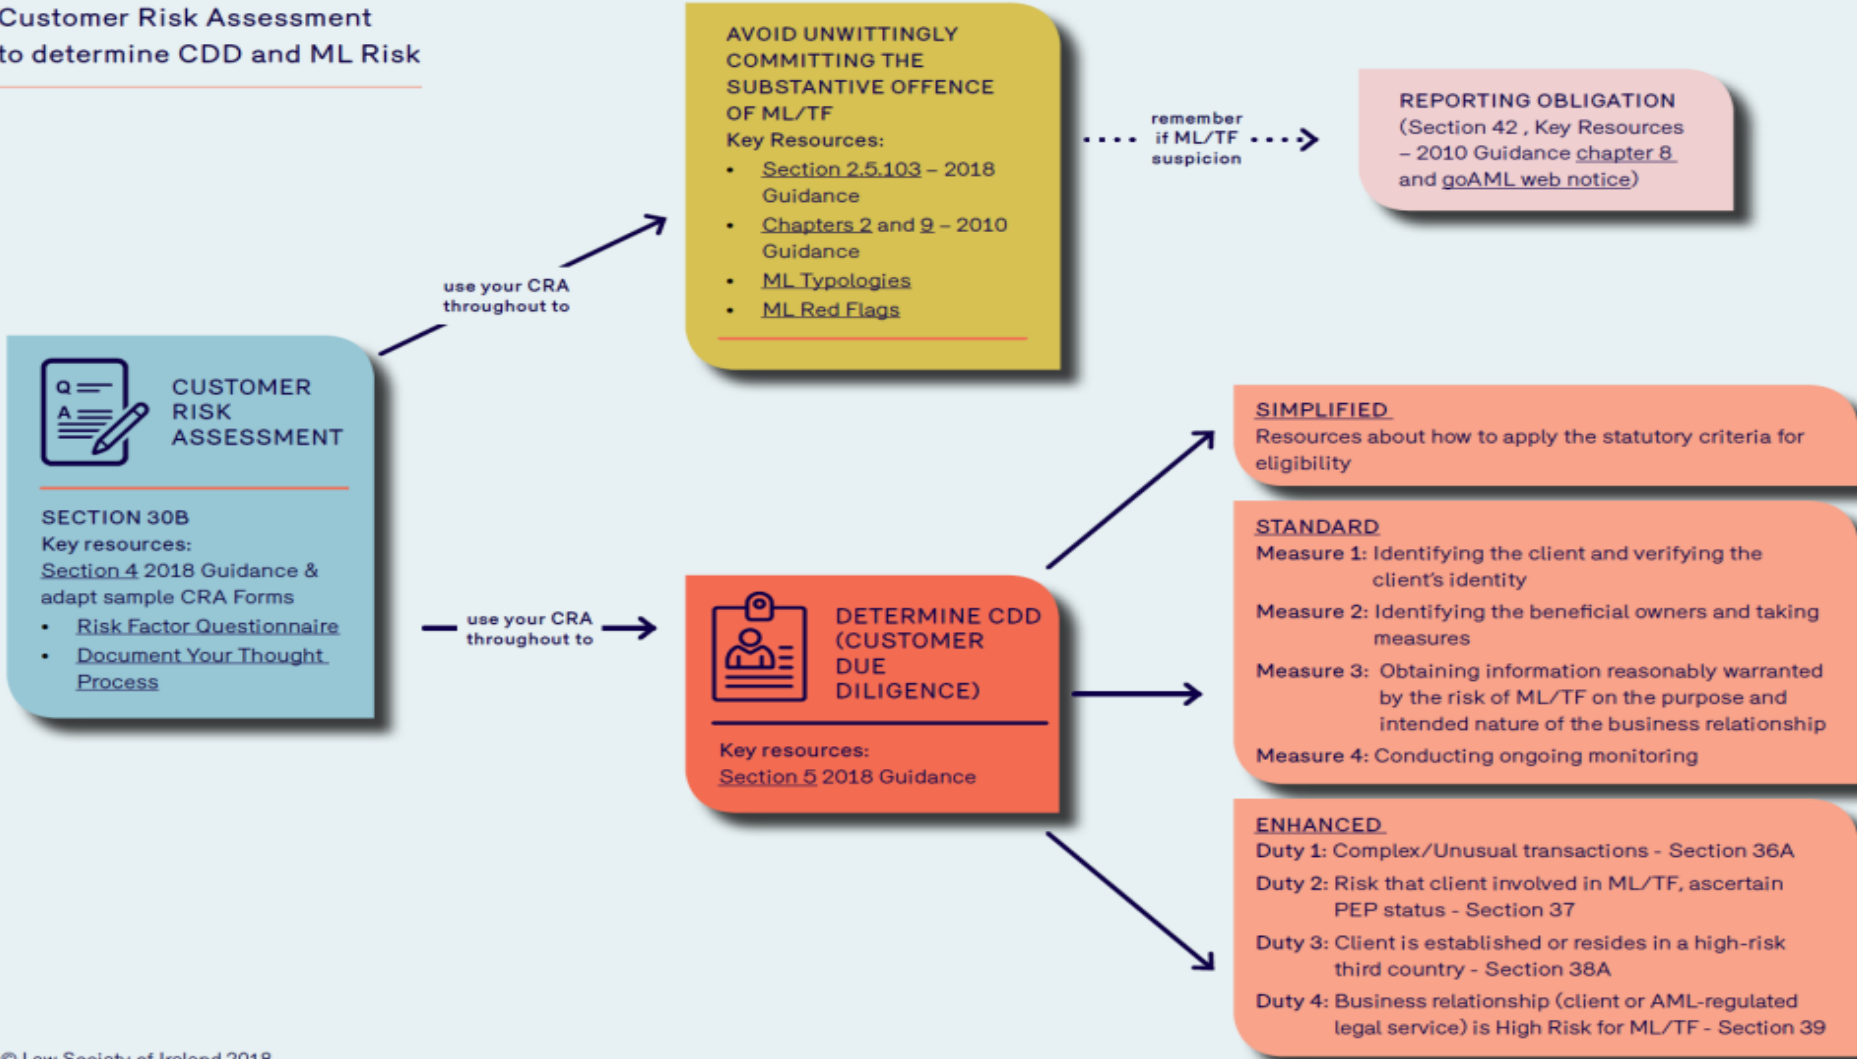 Customer Risk Assessment
to determine CDD and ML Risk
AVOID UNWITTINGLY
COMMITTING THE
SUBSTANTIVE OFFENCE
OF ML/TF
Key Resources:
• Section 2.5.103 – 2018
Guidance
• Chapters 2 and 9 – 2010
Guidance
• ML Typologies
• ML Red Flags
remember
if ML/TF
suspicion
REPORTING OBLIGATION
(Section 42 , Key Resources
– 2010 Guidance chapter 8
and goAML web notice)
use your CRA
throughout to
Q
A
CUSTOMER
RISK
ASSESSMENT
SECTION 30B
Key resources:
Section 4 2018 Guidance &
adapt sample CRA Forms
• Risk Factor Questionnaire
• Document Your Thought
Process
use your CRA
throughout to
DETERMINE CDD
(CUSTOMER
DUE
DILIGENCE)
Key resources:
Section 5 2018 Guidance
SIMPLIFIED
Resources about how to apply the statutory criteria for
eligibility
STANDARD
Measure 1: Identifying the client and verifying the
client's identity
Measure 2: Identifying the beneficial owners and taking
measures
Measure 3: Obtaining information reasonably warranted
by the risk of ML/TF on the purpose and
intended nature of the business relationship
Measure 4: Conducting ongoing monitoring
ENHANCED
Duty 1: Complex/Unusual transactions - Section 36A
Duty 2: Risk that client involved in ML/TF, ascertain
PEP status - Section 37
Duty 3: Client is established or resides in a high-risk
third country - Section 38A
Duty 4: Business relationship (client or AML-regulated
legal service) is High Risk for ML/TF - Section 39
© Law Society of Ireland 2018